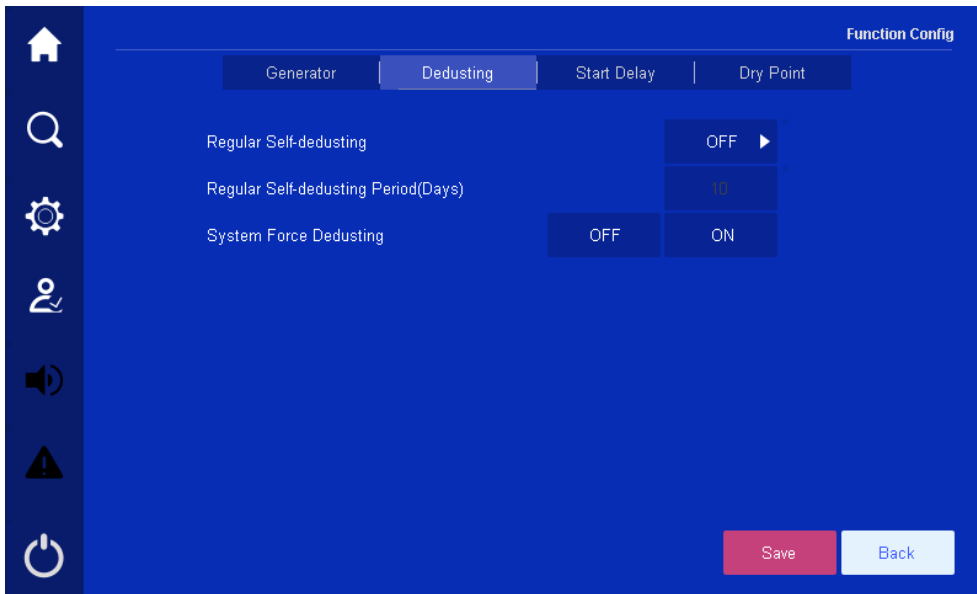 Function Config
Generator Dedusting Start Delay Dry Point
Regular Self-dedusting OFF
Regular Self-dedusting Period(Days) 10
System Force Dedusting OFF ON
Save Back